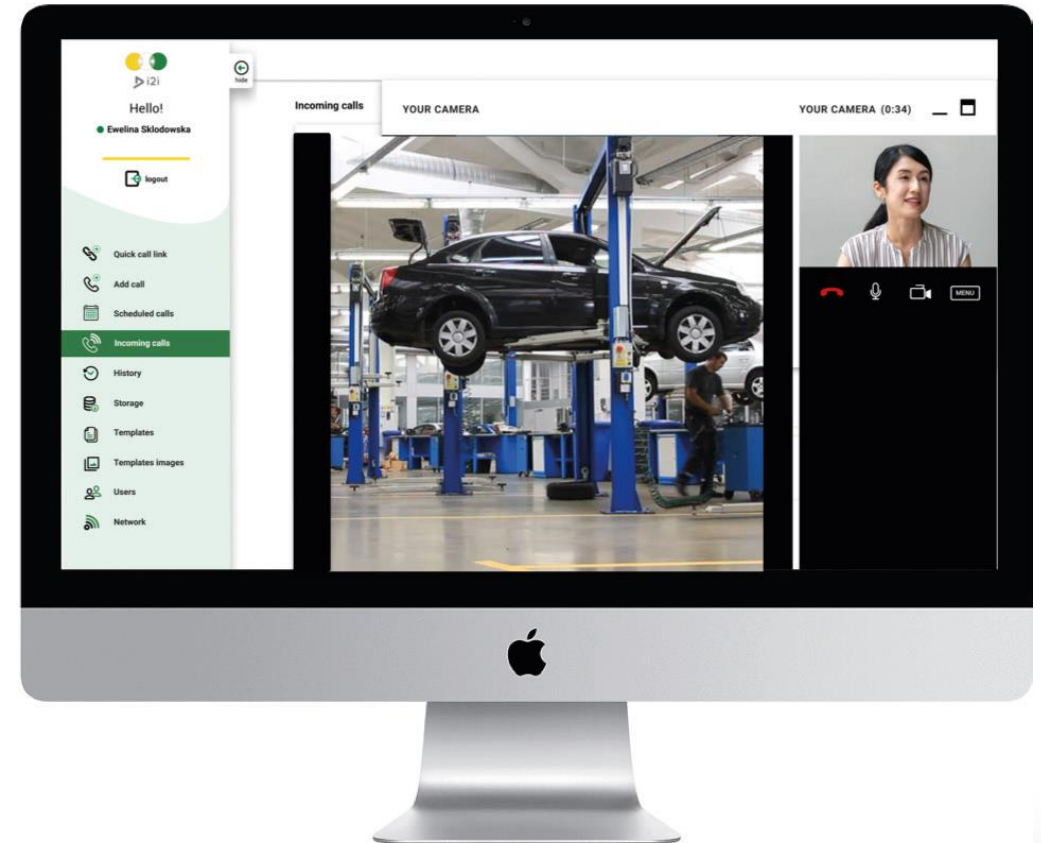 i2i
hide
Hello!
Ewelina Sklodowska
logout
Quick call link
Add call
Scheduled calls
Incoming calls
History
Storage
Templates
Templates images
Users
Network
Incoming calls
YOUR CAMERA
YOUR CAMERA (0:34)
MENU